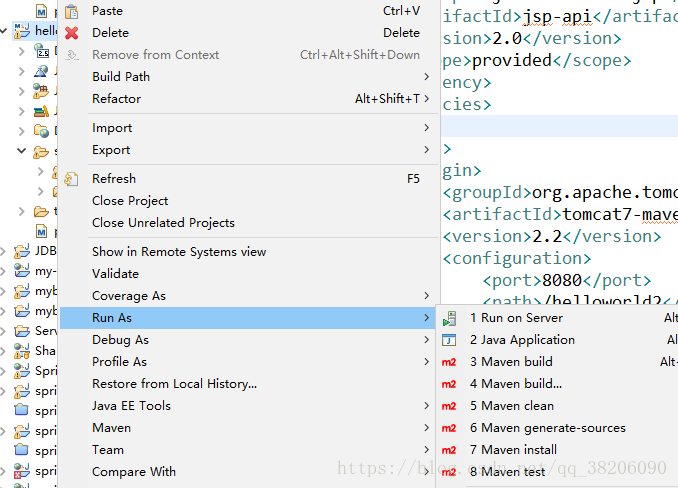 Paste Ctrl+V
Delete Delete
Remove from Context Ctrl+Alt+Shift+Down
Build Path
Refactor Alt+Shift+T
Import
Export
Refresh F5
Close Project
Close Unrelated Projects
Show in Remote Systems view
Validate
Coverage As
Run As
Debug As
Profile As
Restore from Local History...
Java EE Tools
Maven
Team
Compare With
1 Run on Server Alt
2 Java Application Al
m2 3 Maven build Alt+
m2 4 Maven build...
m2 5 Maven clean
m2 6 Maven generate-sources
m2 7 Maven install
m2 8 Maven test
hello
JDB
my-
myb
myb
Serv
Sha
Spri
spri
spri
spri
spri
ifactId>jsp-api</artifac
sion>2.0</version>
pe>provided</scope>
ency>
cies>
>
gin>
<groupId>org.apache.tomc
<artifactId>tomcat7-mave
<version>2.2</version>
<configuration>
<port>8080</port>
<path>/helloworld2</
https://blog.csdn.net/qq_38206090